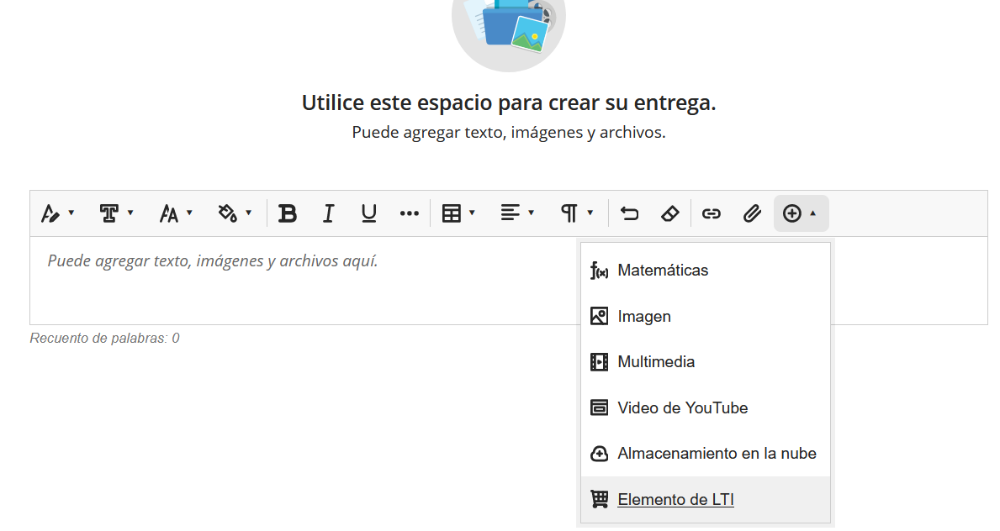 Utilice este espacio para crear su entrega.
Puede agregar texto, imágenes y archivos.
Puede agregar texto, imágenes y archivos aquí.
Recuento de palabras: 0
Matemáticas
Imagen
Multimedia
Video de YouTube
Almacenamiento en la nube
Elemento de LTI